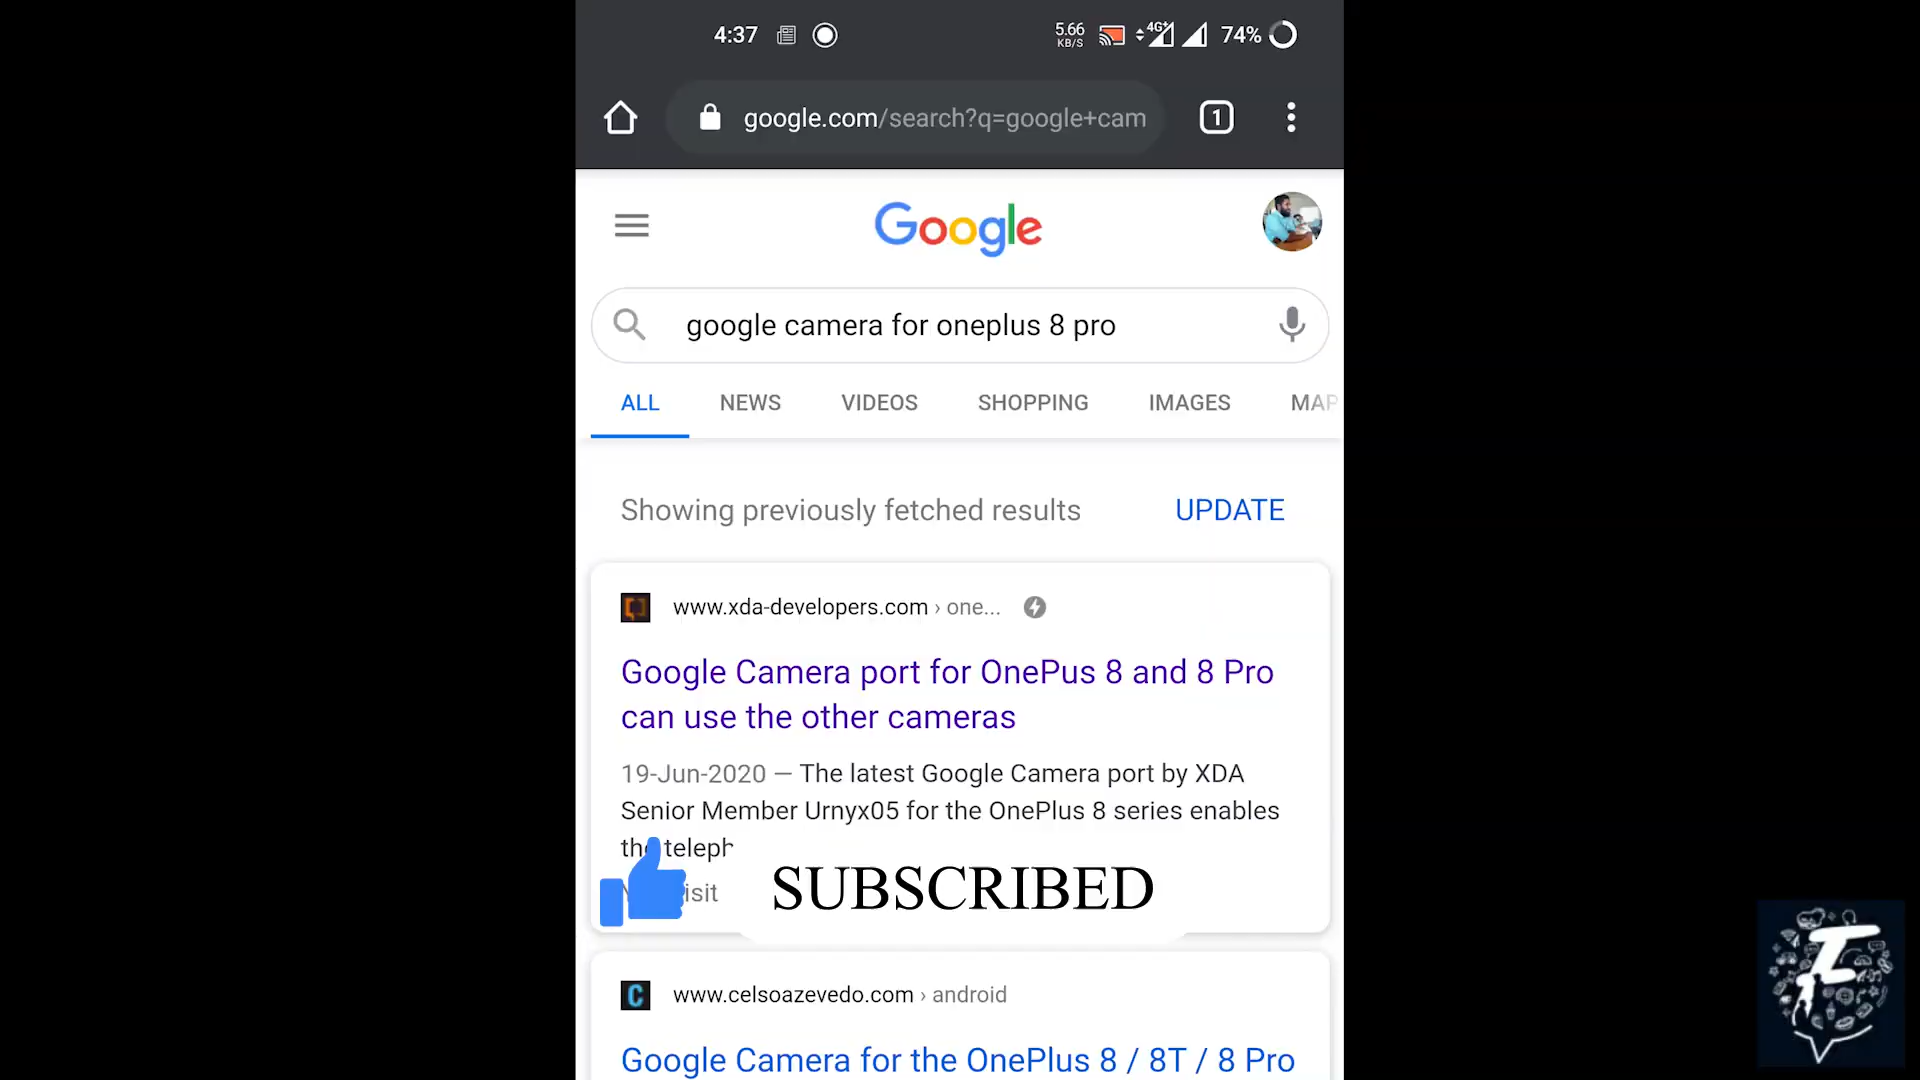 4:37 5.66 KB/S 4G+ 74%
google.com/search?q=google+cam 1
Google
google camera for oneplus 8 pro
ALL NEWS VIDEOS SHOPPING IMAGES MAP
Showing previously fetched results UPDATE
www.xda-developers.com › one...
Google Camera port for OnePus 8 and 8 Pro
can use the other cameras
19-Jun-2020 — The latest Google Camera port by XDA
Senior Member Urnyx05 for the OnePlus 8 series enables
the teleph
isit
SUBSCRIBED
www.celsoazevedo.com › android
Google Camera for the OnePlus 8 / 8T / 8 Pro